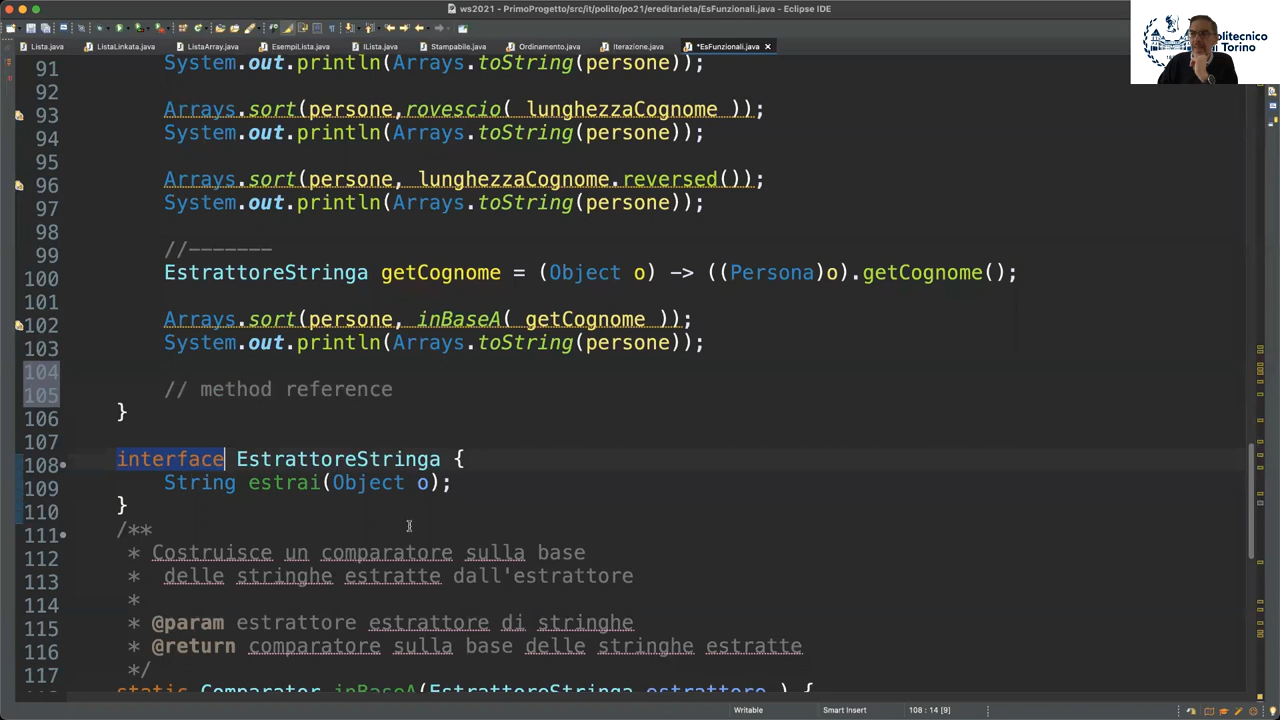 ws2021 - PrimoProgetto/src/it/polito/po21/ereditarieta/EsFunzionali.java - Eclipse IDE
Lista.java ListaLinkata.java ListaArray.java EsempiLista.java ILista.java Stampabile.java Ordinamento.java Iterazione.java *EsFunzionali.java
Politecnico
di Torino
91 System.out.println(Arrays.toString(persone));
92
93 Arrays.sort(persone,rovescio( lunghezzaCognome ));
94 System.out.println(Arrays.toString(persone));
95
96 Arrays.sort(persone, lunghezzaCognome.reversed());
97 System.out.println(Arrays.toString(persone));
98
99 //-------
100 EstrattoreStringa getCognome = (Object o) -> ((Persona)o).getCognome();
101
102 Arrays.sort(persone, inBaseA( getCognome ));
103 System.out.println(Arrays.toString(persone));
104
105 // method reference
106 }
107
108 interface EstrattoreStringa {
109 String estrai(Object o);
110 }
111 /**
112 * Costruisce un comparatore sulla base
113 * delle stringhe estratte dall'estrattore
114 *
115 * @param estrattore estrattore di stringhe
116 * @return comparatore sulla base delle stringhe estratte
117 */
static Comparator inBaseA(EstrattoreStringa estrattore ) {
Writable Smart Insert 108 : 14 [9]